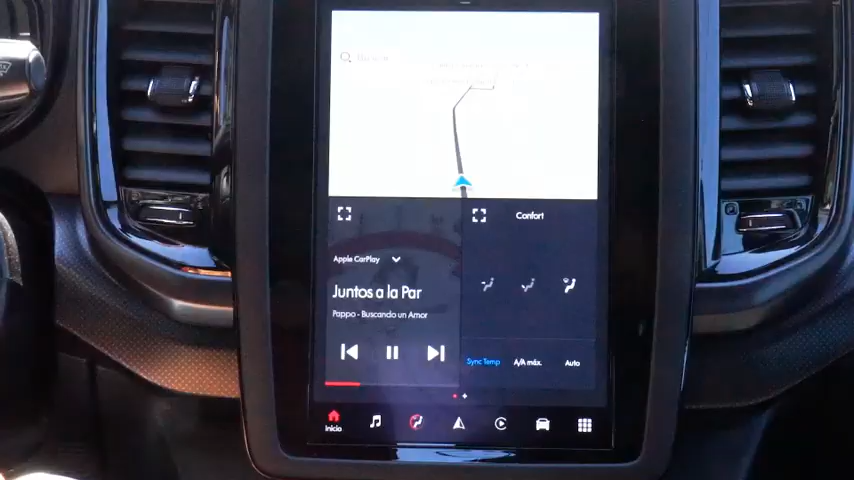 Confort
Apple CarPlay
Juntos a la Par
Pappo - Buscando un Amor
Sync Temp
A/A máx.
Auto
Inicio